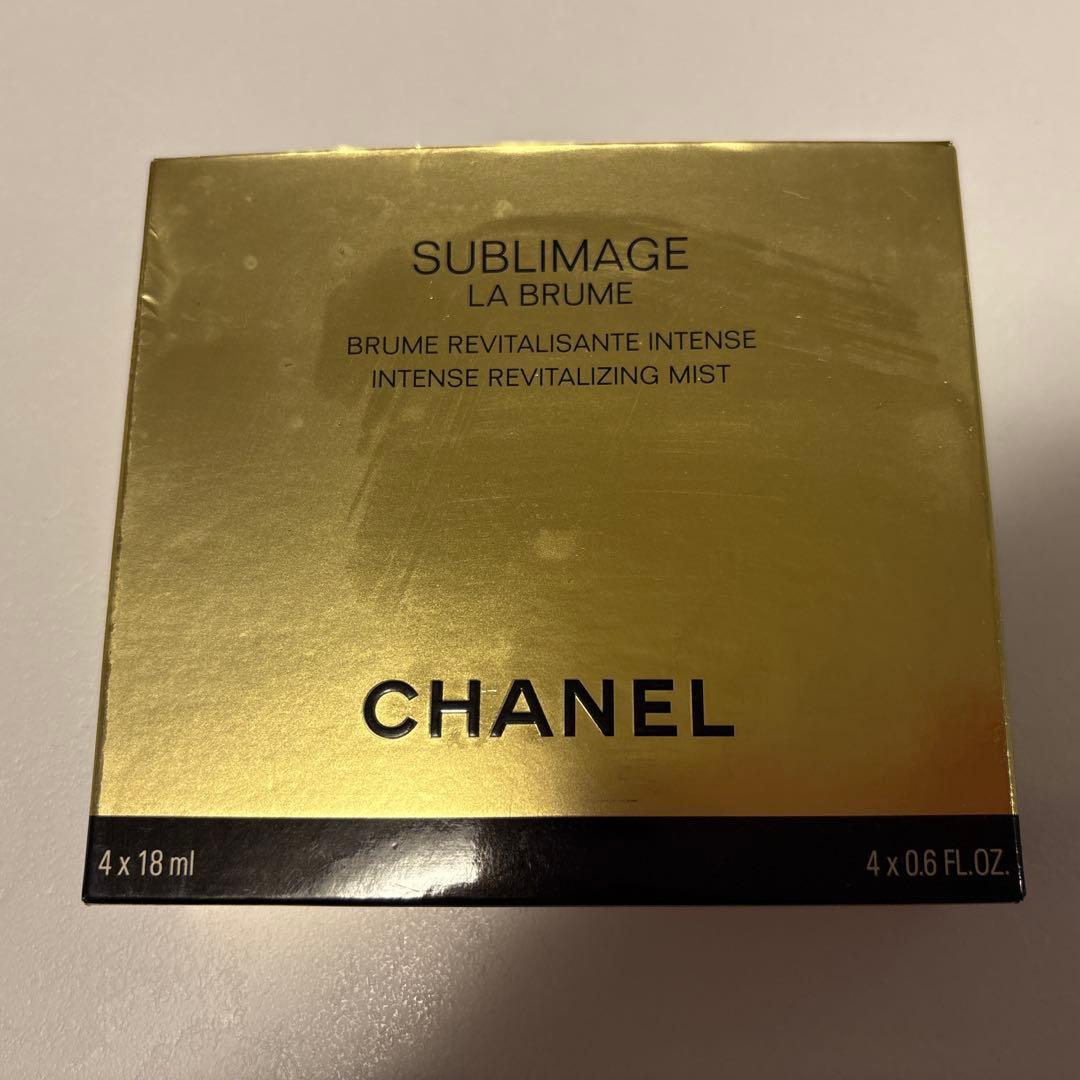 SUBLIMAGE
LA BRUME
BRUME REVITALISANTE INTENSE
INTENSE REVITALIZING MIST
CHANEL
4 x 18 ml
4 x 0.6 FL.OZ.